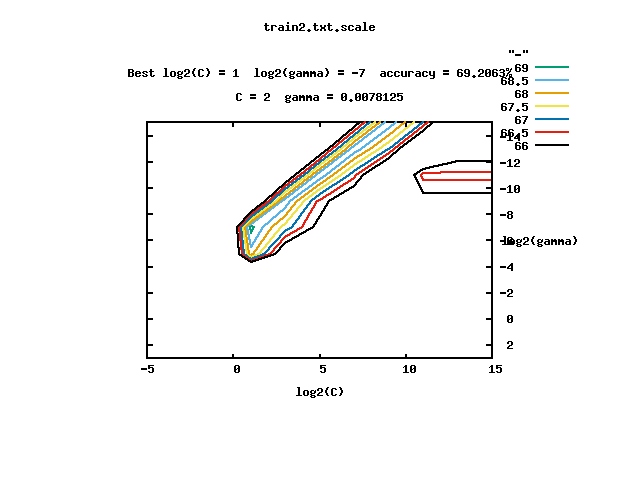 train2.txt.scale
"-"
Best log2(C) = 1 log2(gamma) = -7 accuracy = 69.2063%
C = 2 gamma = 0.0078125
69
68.5
68
67.5
67
66.5
66
-14
-12
-10
-8
-6
-4
-2
0
2
log2(gamma)
-5 0 5 10 15
log2(C)